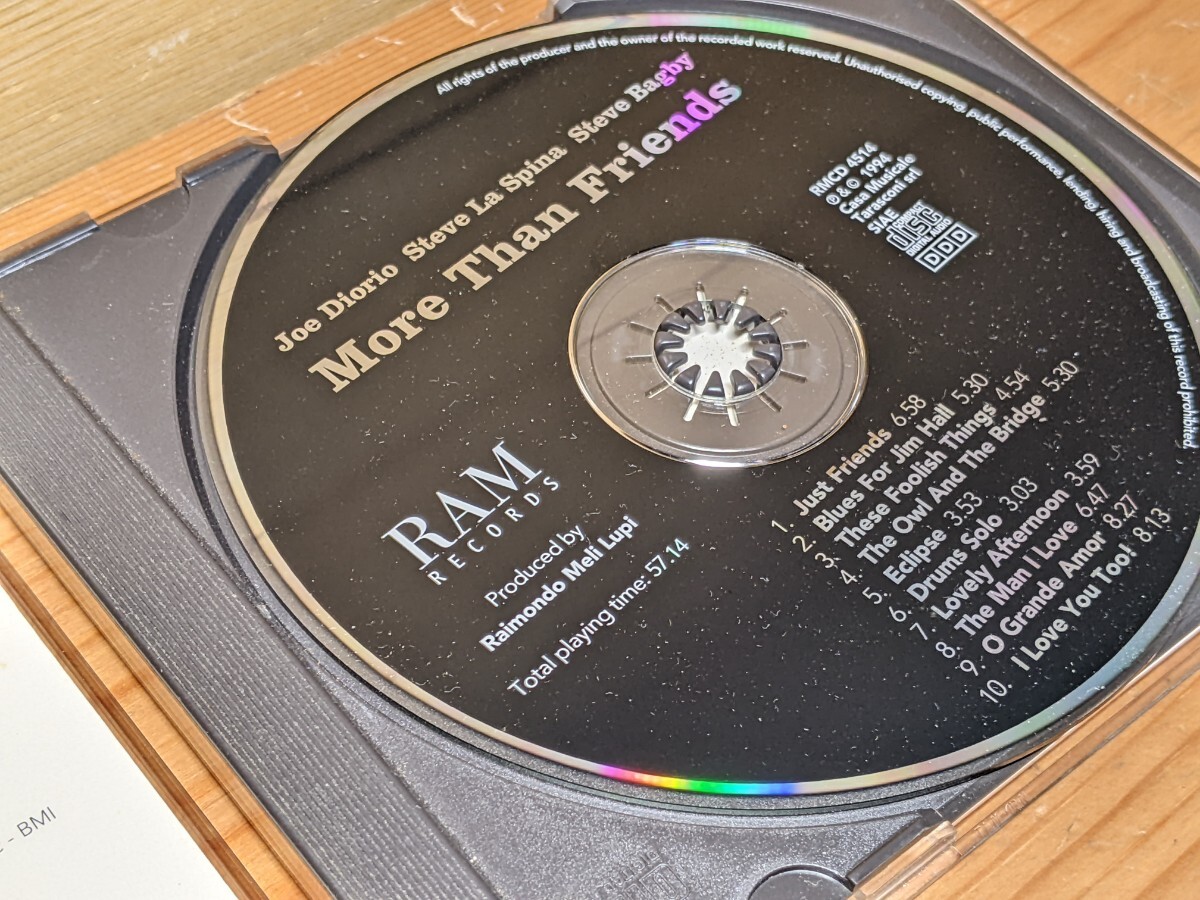 All rights of the producer and the owner of the recorded work reserved. Unauthorised copying, public performance, lending, hiring and broadcasting of this record prohibited.
Joe Diorio Steve La Spina Steve Bagby
More Than Friends
RMCD 4514
℗ & © 1994
Casa Musicale
Tarasconi srl
SIAE
COMPACT
disc
DIGITAL AUDIO
DDD
RAM
RECORDS
Produced by
Raimondo Meli Lupi
Total playing time: 57.14
1. Just Friends 6.58
2. Blues For Jim Hall 5.30
3. These Foolish Things 4.54
4. The Owl And The Bridge 5.30
5. Eclipse 3.53
6. Drums Solo 3.03
7. Lovely Afternoon 3.59
8. The Man I Love 6.47
9. O Grande Amor 8.27
10. I Love You Too! 8.13
- BMI